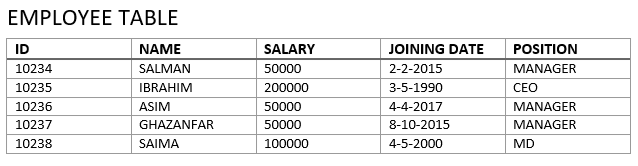 EMPLOYEE TABLE
ID NAME SALARY JOINING DATE POSITION
10234 SALMAN 50000 2-2-2015 MANAGER
10235 IBRAHIM 200000 3-5-1990 CEO
10236 ASIM 50000 4-4-2017 MANAGER
10237 GHAZANFAR 50000 8-10-2015 MANAGER
10238 SAIMA 100000 4-5-2000 MD